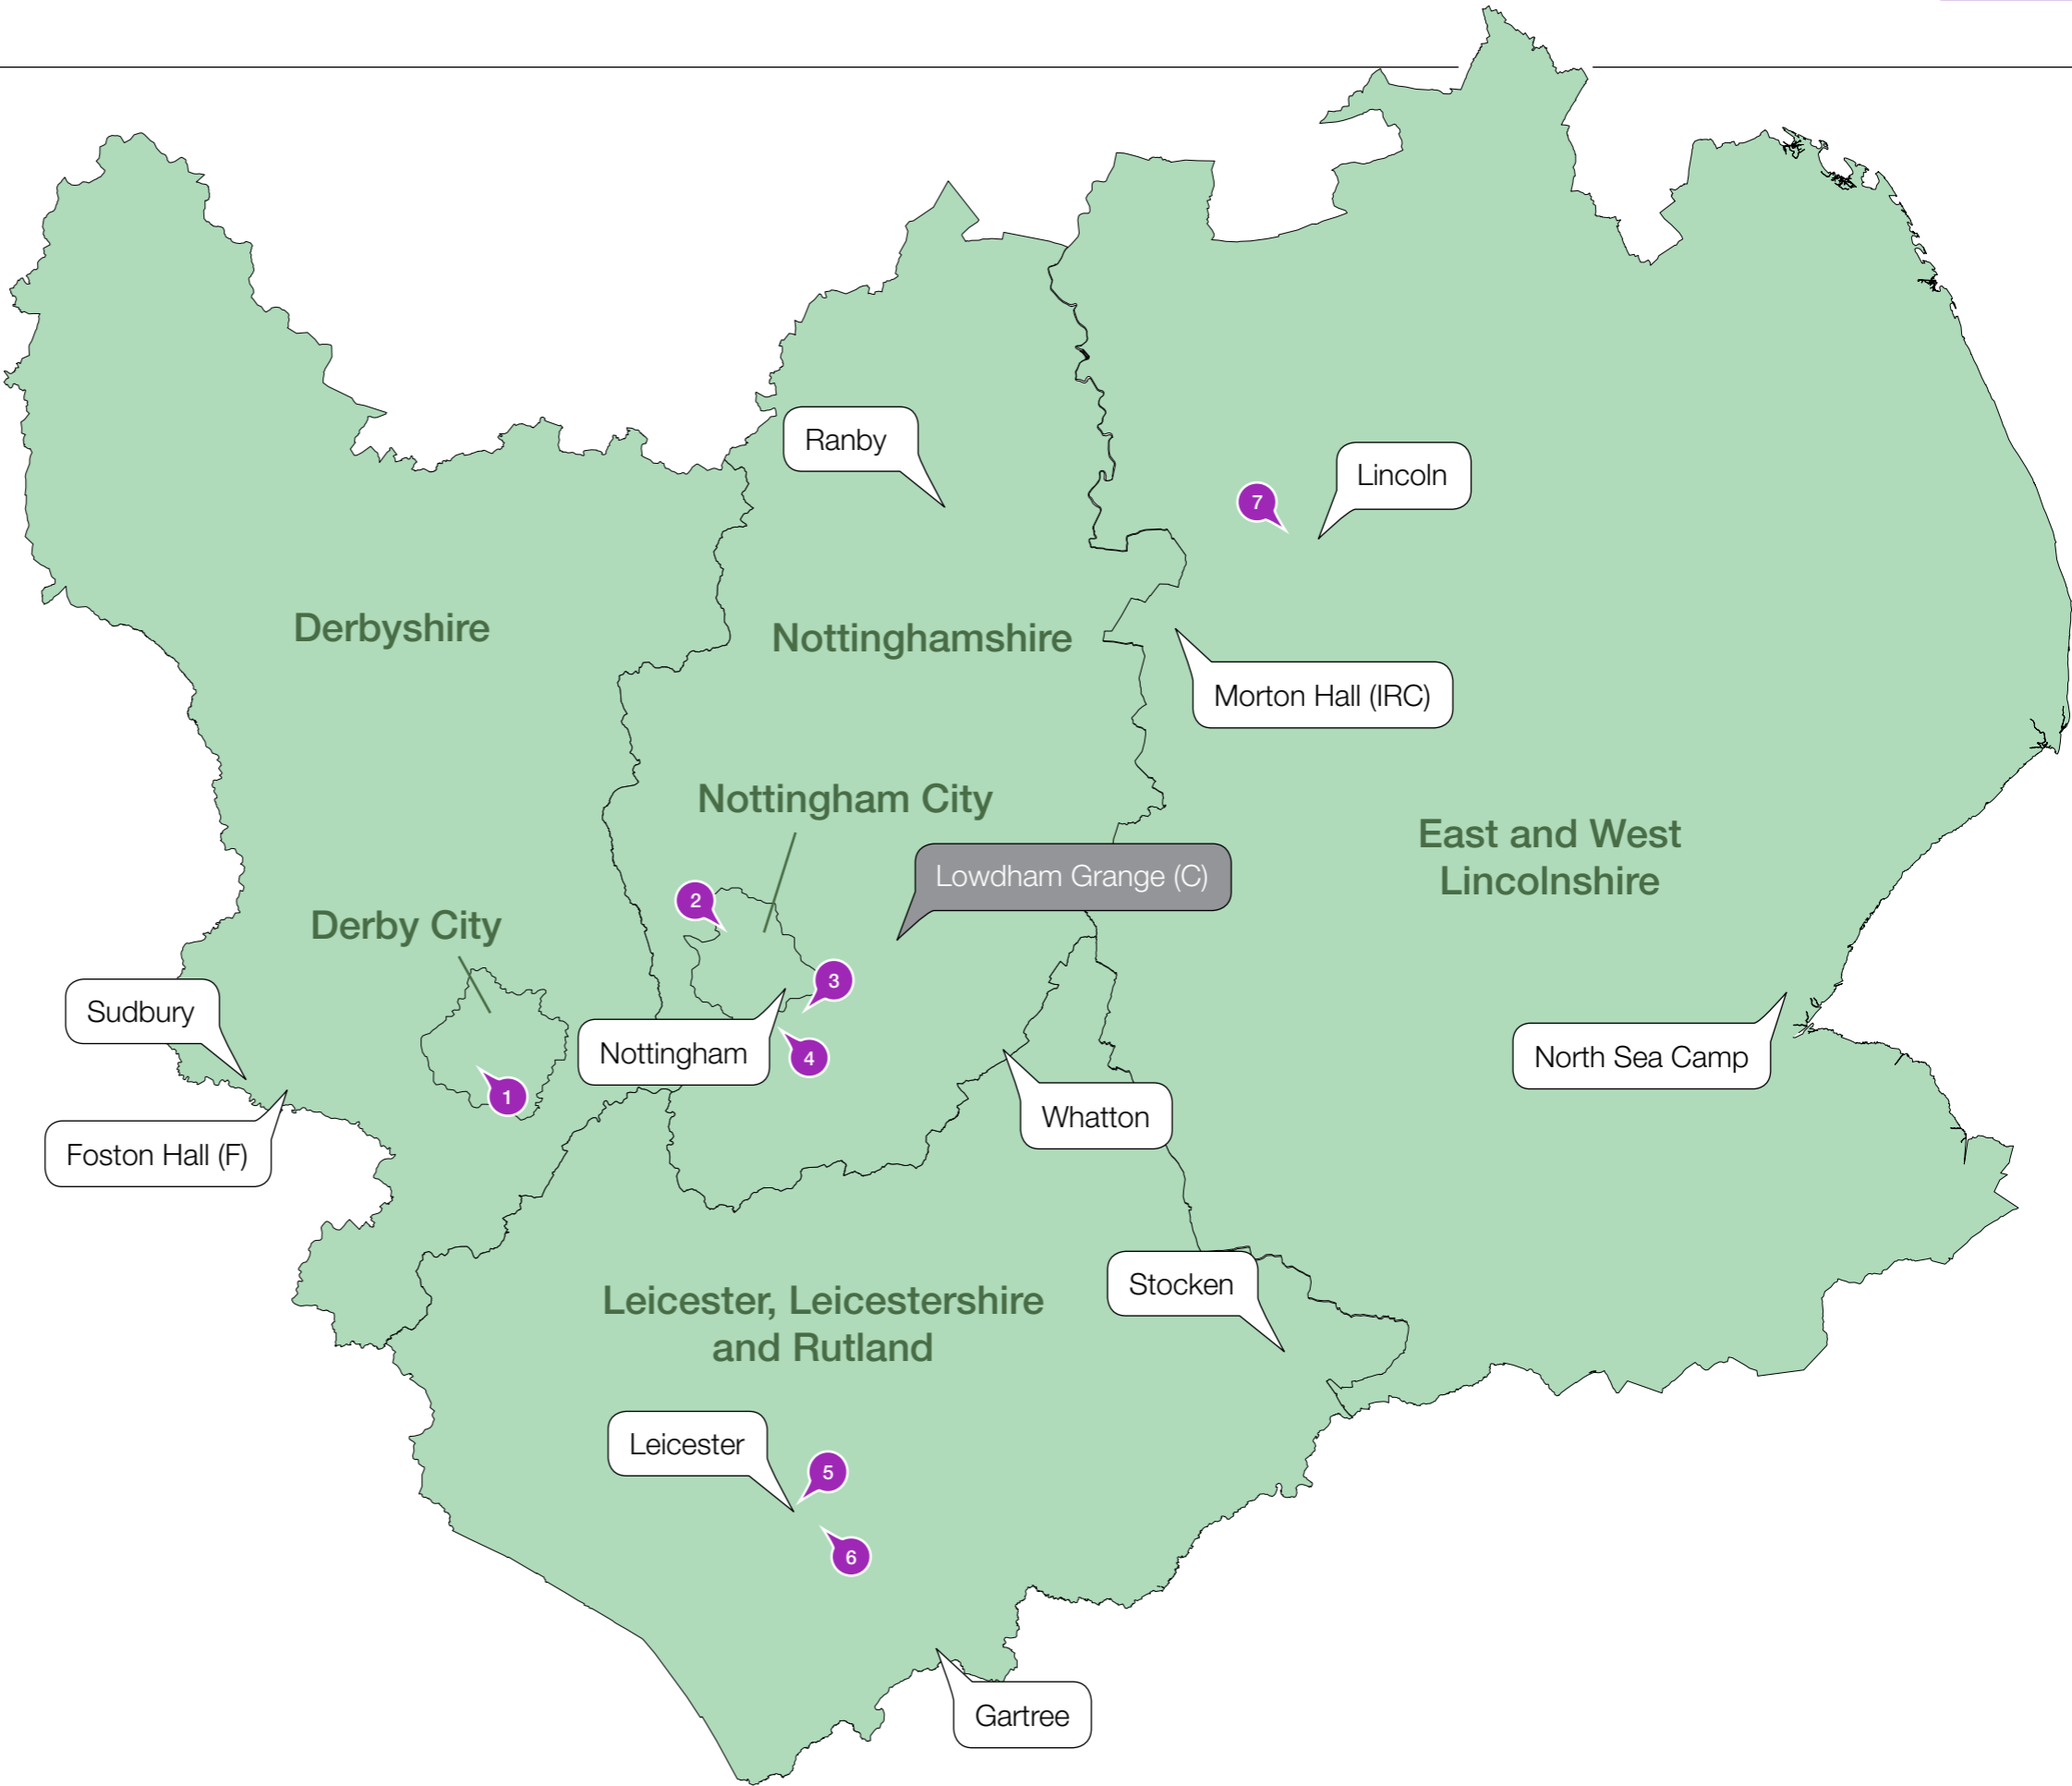 Ranby
Lincoln
7
Derbyshire
Nottinghamshire
Morton Hall (IRC)
Nottingham City
East and West
Lincolnshire
Lowdham Grange (C)
2
Derby City
3
Sudbury
Nottingham
4
North Sea Camp
1
Whatton
Foston Hall (F)
Stocken
Leicester, Leicestershire
and Rutland
Leicester
5
6
Gartree